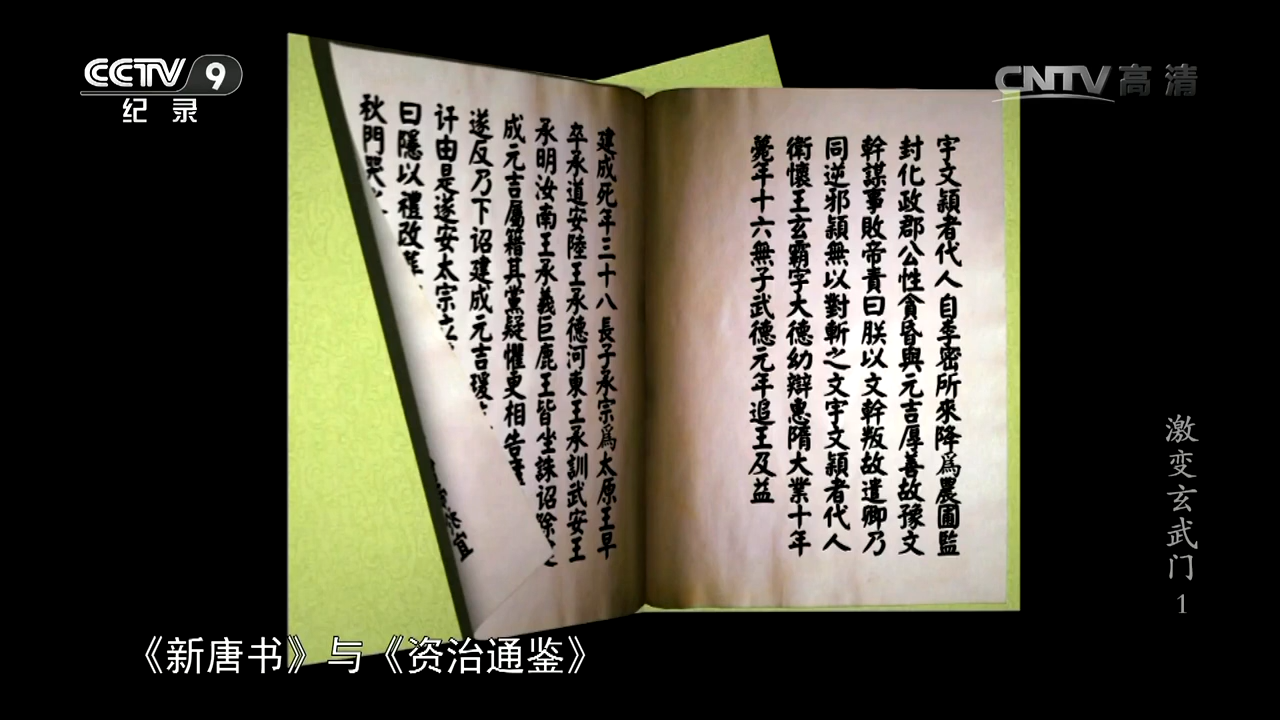 CCTV 9
纪录
CNTV高清
宇文穎者代人自李密所來降爲農圃監
封化政郡公性貪昏與元吉厚善故豫文
幹謀事敗帝責曰朕以文幹叛故遣卿乃
同逆邪穎無以對斬之文宇文穎者代人
衛懷王玄霸字大德幼辯惠隋大業十年
薨年十六無子武德元年追王及益
建成死年三十八長子承宗爲太原王早
卒承道安陸王承德河東王承訓武安王
承明汝南王承義巨鹿王皆坐誅詔除
成元吉屬籍其黨疑懼更相告
遂反乃下詔建成元吉瑗
訐由是遂安太宗立
曰隱以禮改葬
秋門哭
宜
激变玄武门 1
《新唐书》与《资治通鉴》